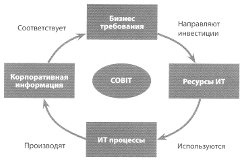 Бизнес
требования
Соответствует
Направляют
инвестиции
Корпоративная
информация
COBIT
Ресурсы ИТ
ИТ процессы
Производят
Используются